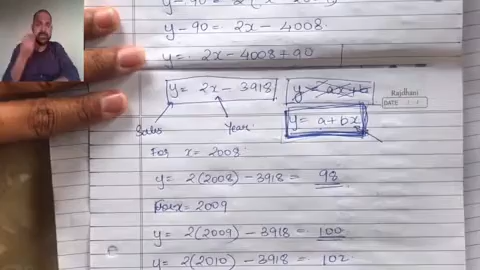 y - 90 = 2x - 4008.
y = 2x - 4008 + 90
y = 2x - 3918
y = ax + b
Rajdhani
DATE / /
y = a + bx
Sales
Year
For x = 2008
y = 2(2008) - 3918 = 98
For x = 2009
y = 2(2009) - 3918 = 100
y = 2(2010) - 3918 = 102